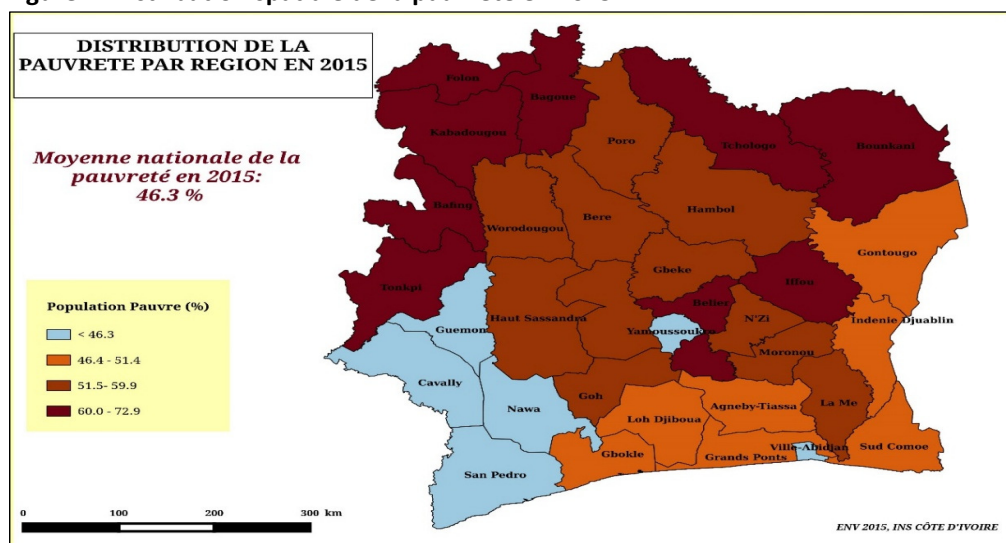 DISTRIBUTION DE LA
PAUVRETE PAR REGION EN 2015
Moyenne nationale de la
pauvreté en 2015:
46.3 %
Population Pauvre (%)
< 46.3
46.4 - 51.4
51.5- 59.9
60.0 - 72.9
Folon
Bagoue
Kabadougou
Poro
Tchologo
Bounkani
Bafing
Worodougou
Bere
Hambol
Gontougo
Tonkpi
Gbeke
Iffou
Belier
Guemon
Haut Sassandra
Yamoussoukro
N'Zi
Indenie Djuablin
Moronou
Cavally
Nawa
Goh
Loh Djiboua
Agneby-Tiassa
La Me
Ville-Abidjan
Sud Comoe
Gbokle
Grands Ponts
San Pedro
0 100 200 300 km
ENV 2015, INS CÔTE D'IVOIRE